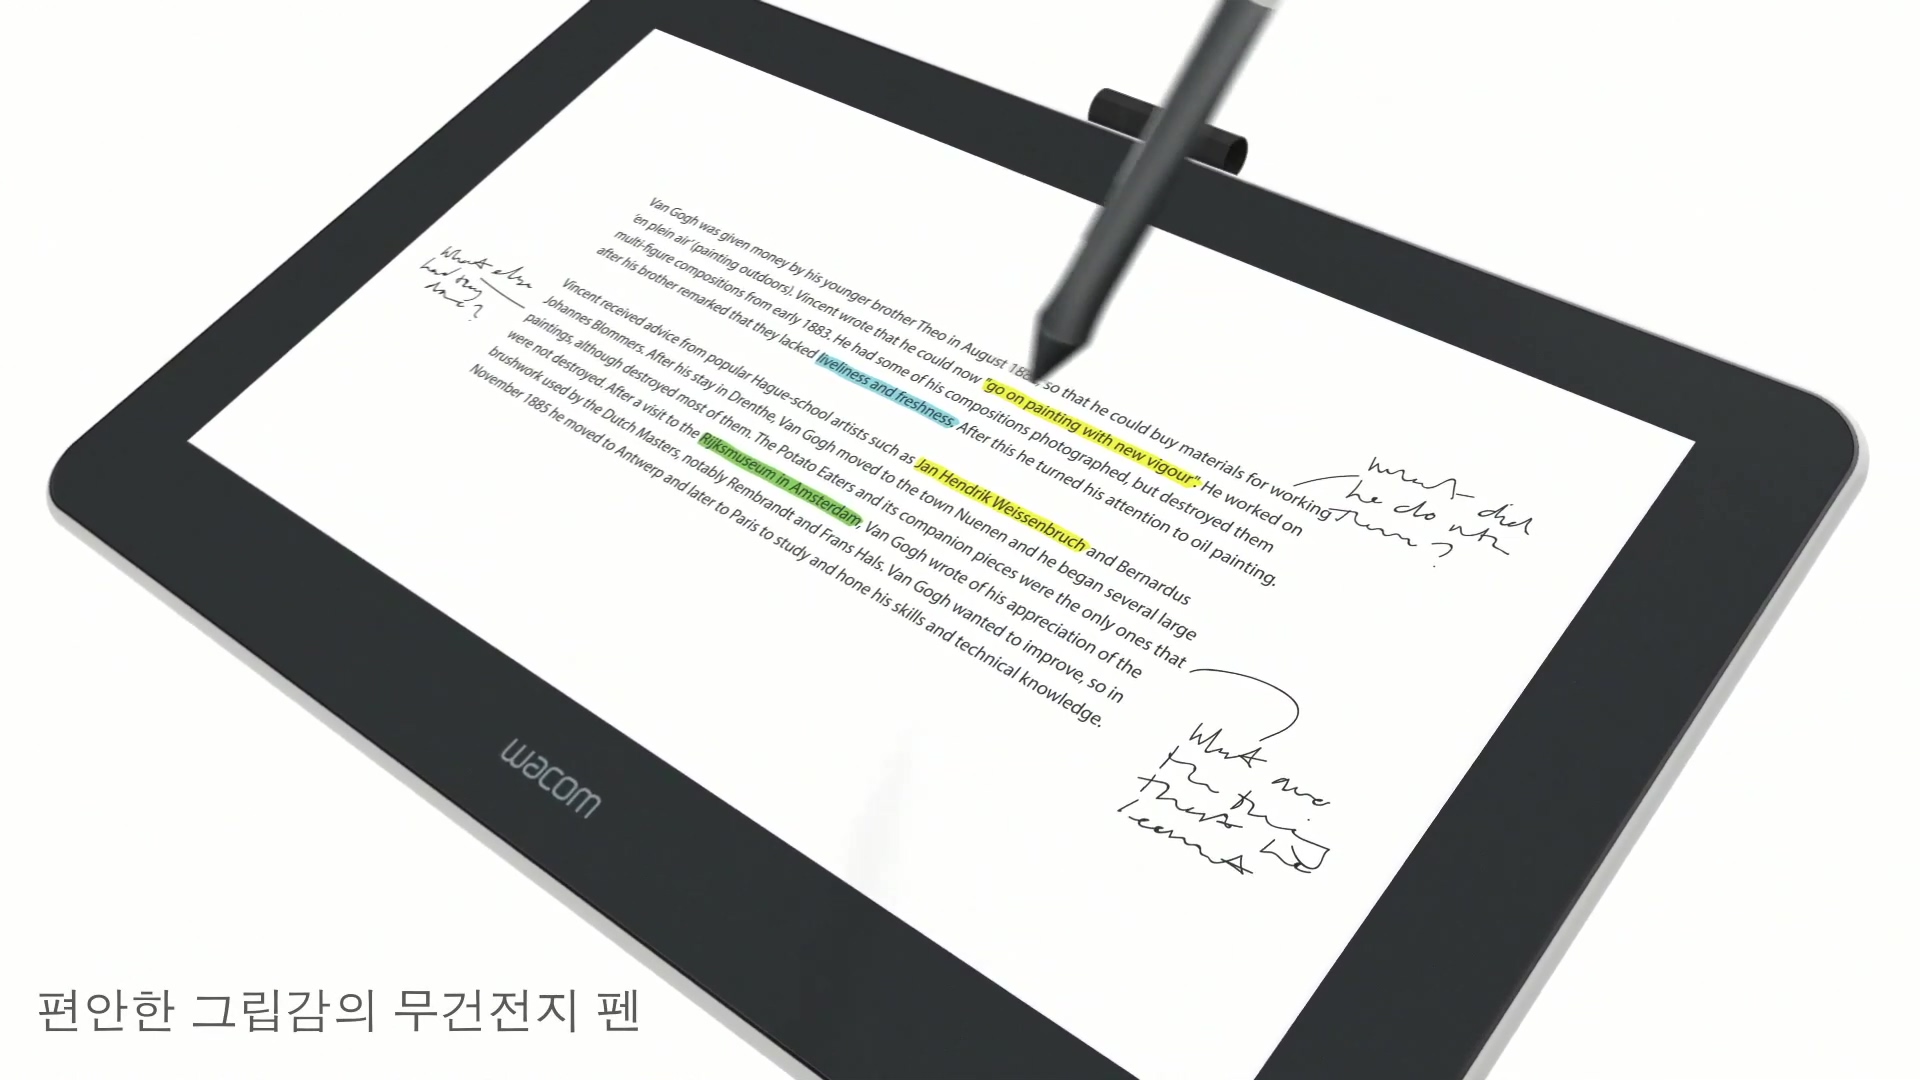 Van Gogh was given money by his younger brother Theo in August 188, so that he could buy materials for working
'en plein air' (painting outdoors). Vincent wrote that he could now "go on painting with new vigour". He worked on
multi-figure compositions from early 1883. He had some of his compositions photographed, but destroyed them
after his brother remarked that they lacked liveliness and freshness. After this he turned his attention to oil painting.
Vincent received advice from popular Hague-school artists such as Jan Hendrik Weissenbruch and Bernardus
Johannes Blommers. After his stay in Drenthe, Van Gogh moved to the town Nuenen and he began several large
paintings, although destroyed most of them. The Potato Eaters and its companion pieces were the only ones that
were not destroyed. After a visit to the Rijksmuseum in Amsterdam, Van Gogh wrote of his appreciation of the
brushwork used by the Dutch Masters, notably Rembrandt and Frans Hals. Van Gogh wanted to improve, so in
November 1885 he moved to Antwerp and later to Paris to study and hone his skills and technical knowledge.
What else
had they
done?
what did
he do with
them?
What are
the
that he
learnt
wacom
편안한 그립감의 무건전지 펜